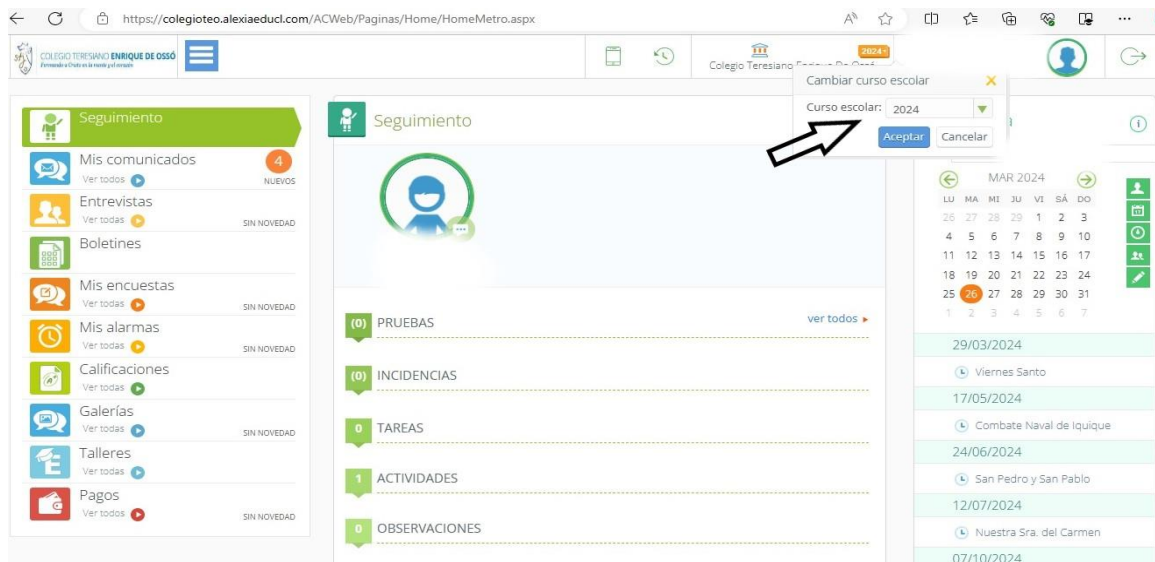 https://colegioteo.alexiaeducl.com/ACWeb/Paginas/Home/HomeMetro.aspx
COLEGIO TERESIANO ENRIQUE DE OSSÓ
2024
Colegio Teresiano Enrique De Ossó
Cambiar curso escolar
Curso escolar: 2024
Aceptar Cancelar
Seguimiento
Mis comunicados
Ver todos
4
NUEVOS
Entrevistas
Ver todas
SIN NOVEDAD
Boletines
Mis encuestas
Ver todas
SIN NOVEDAD
Mis alarmas
Ver todas
SIN NOVEDAD
Calificaciones
Ver todas
Galerías
Ver todas
SIN NOVEDAD
Talleres
Ver todas
Pagos
Ver todos
SIN NOVEDAD
Seguimiento
(0) PRUEBAS
ver todos
(0) INCIDENCIAS
0 TAREAS
1 ACTIVIDADES
0 OBSERVACIONES
MAR 2024
LU MA MI JU VI SÁ DO
26 27 28 29 1 2 3
4 5 6 7 8 9 10
11 12 13 14 15 16 17
18 19 20 21 22 23 24
25 26 27 28 29 30 31
1 2 3 4 5 6 7
29/03/2024
Viernes Santo
17/05/2024
Combate Naval de Iquique
24/06/2024
San Pedro y San Pablo
12/07/2024
Nuestra Sra. del Carmen
07/10/2024